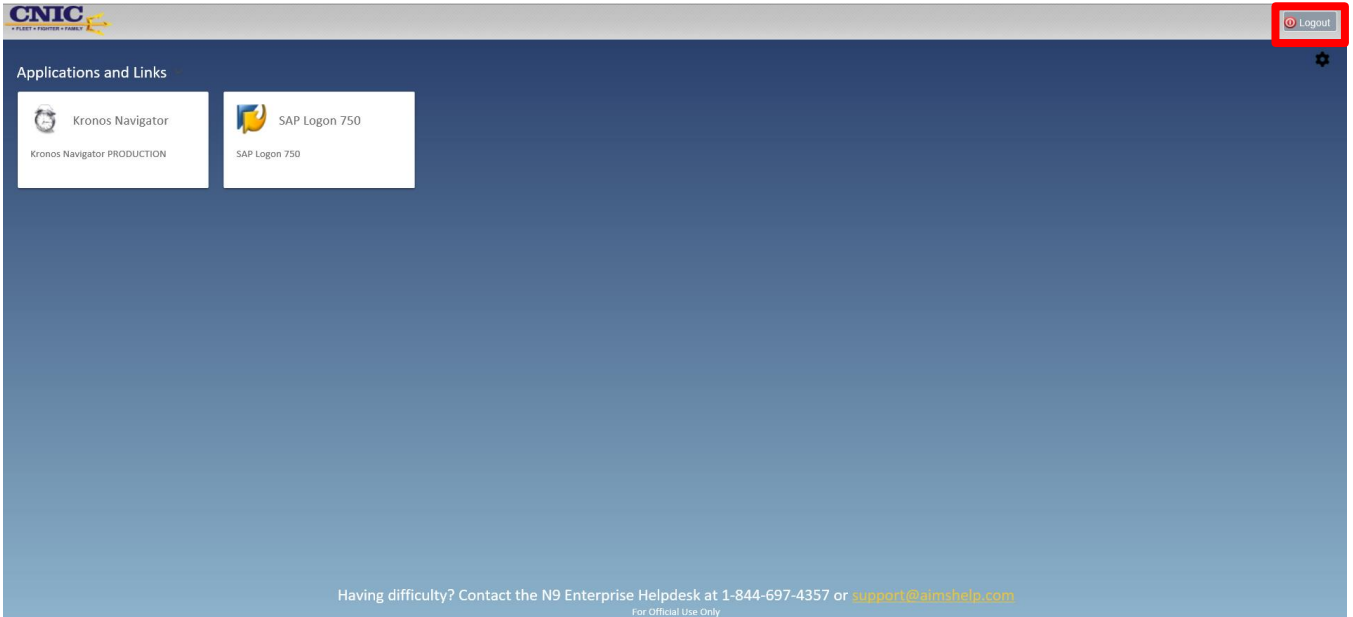 CNIC
• FLEET • FIGHTER • FAMILY
Logout
Applications and Links
Kronos Navigator
Kronos Navigator PRODUCTION
SAP Logon 750
SAP Logon 750
Having difficulty? Contact the N9 Enterprise Helpdesk at 1-844-697-4357 or support@aimshelp.com
For Official Use Only